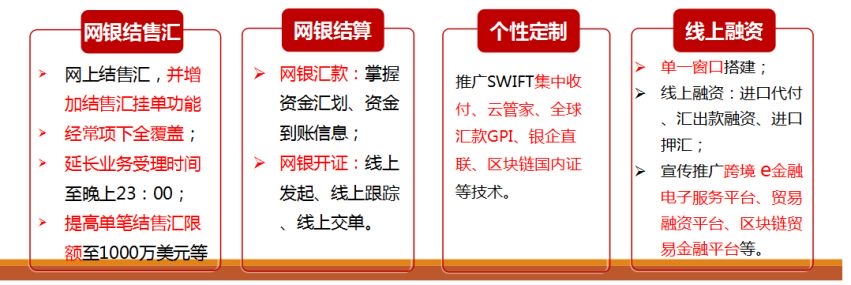 网银结售汇
网上结售汇，并增
加结售汇挂单功能
经常项下全覆盖；
延长业务受理时间
至晚上23：00；
提高单笔结售汇限
额至1000万美元等
网银结算
网银汇款：掌握
资金汇划、资金
到账信息；
网银开证：线上
发起、线上跟踪
、线上交单。
个性定制
推广SWIFT集中收
付、云管家、全球
汇款GPI、银企直
联、区块链国内证
等技术。
线上融资
单一窗口搭建；
线上融资：进口代付
、汇出款融资、进口
押汇；
宣传推广跨境 e金融
电子服务平台、贸易
融资平台、区块链贸
易金融平台等。